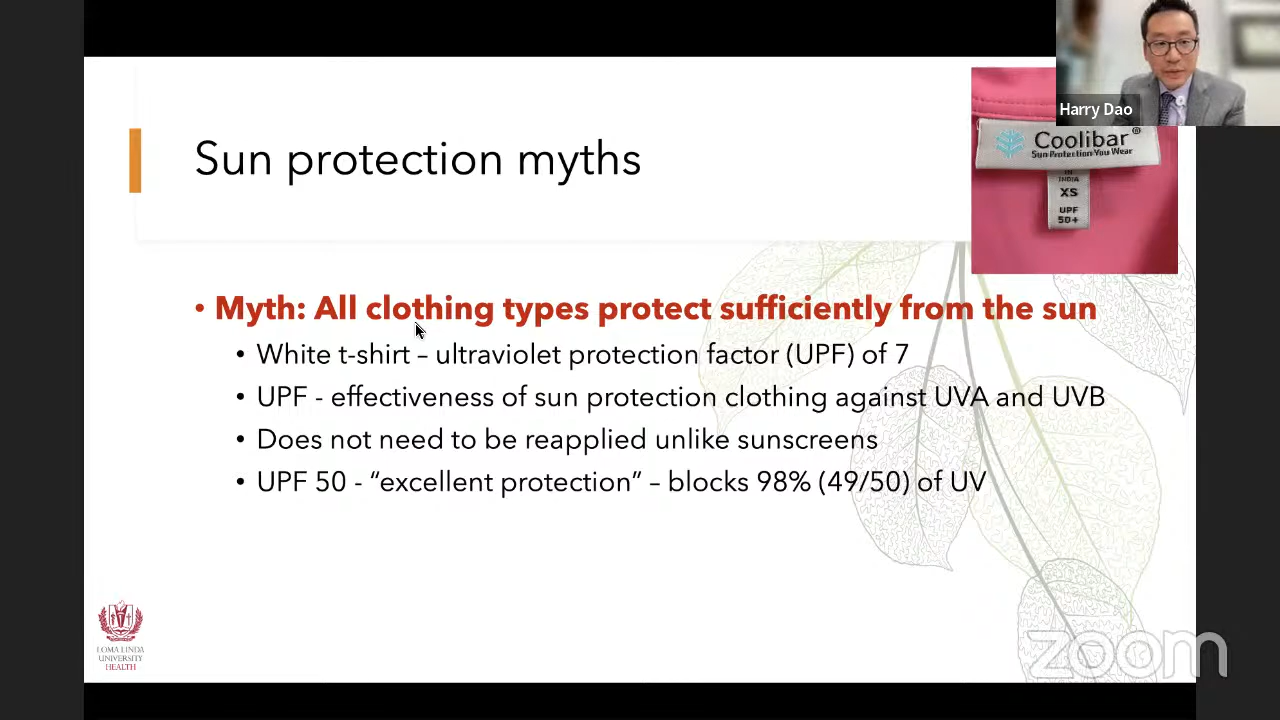 Harry Dao
Coolibar®
Sun Protection You Wear
IN
INDIA
XS
UPF
50+
Sun protection myths
• Myth: All clothing types protect sufficiently from the sun
• White t-shirt – ultraviolet protection factor (UPF) of 7
• UPF - effectiveness of sun protection clothing against UVA and UVB
• Does not need to be reapplied unlike sunscreens
• UPF 50 - “excellent protection” – blocks 98% (49/50) of UV
LOMA LINDA
UNIVERSITY
HEALTH
zoom